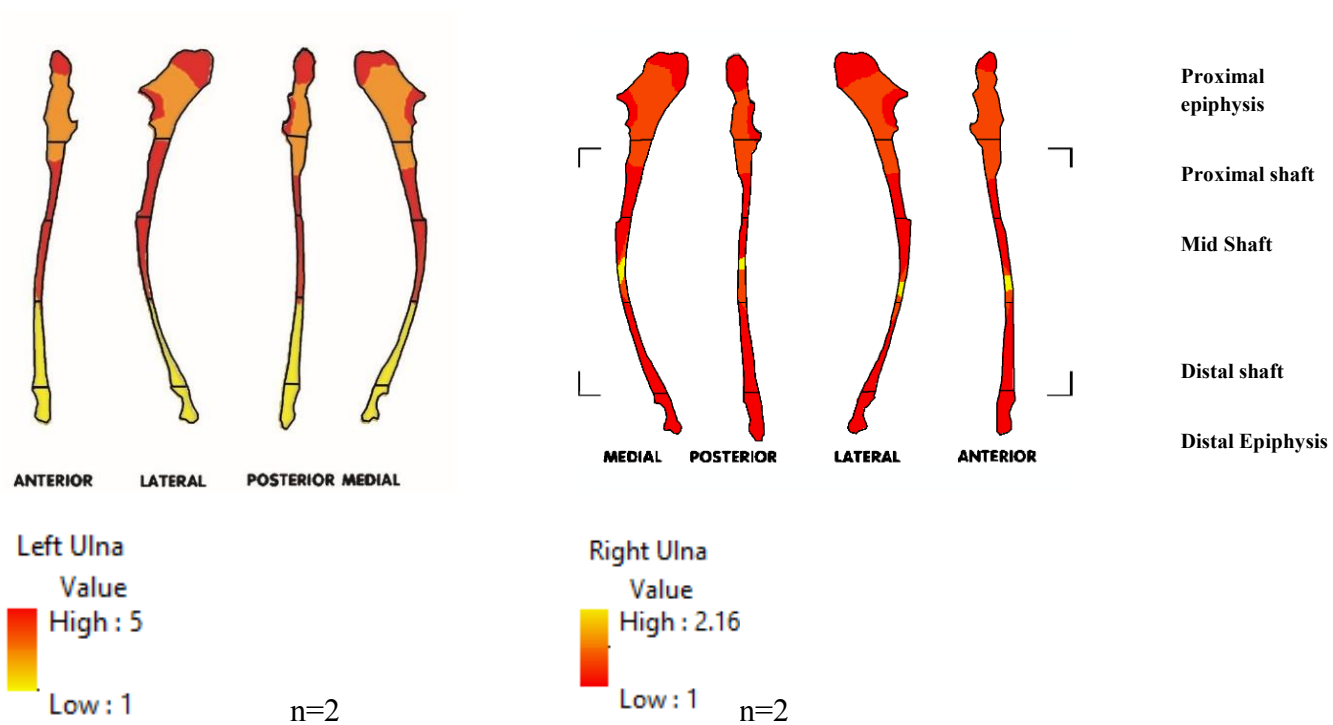 ANTERIOR LATERAL POSTERIOR MEDIAL
Left Ulna
Value
High : 5
Low : 1
n=2
MEDIAL POSTERIOR LATERAL ANTERIOR
Right Ulna
Value
High : 2.16
Low : 1
n=2
Proximal
epiphysis
Proximal shaft
Mid Shaft
Distal shaft
Distal Epiphysis